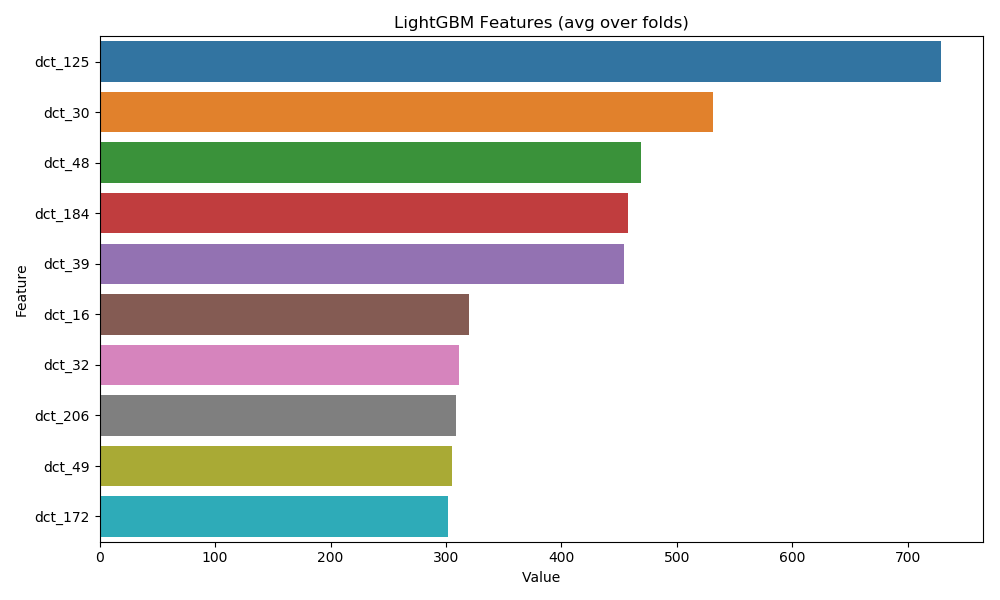 LightGBM Features (avg over folds)
Feature
dct_125
dct_30
dct_48
dct_184
dct_39
dct_16
dct_32
dct_206
dct_49
dct_172
0 100 200 300 400 500 600 700
Value